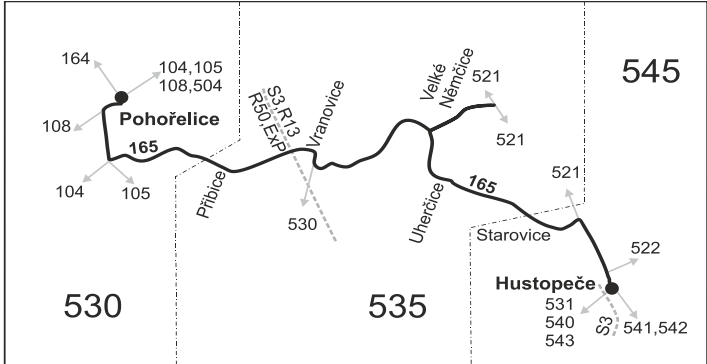 164
104,105
108,504
108
Pohořelice
165
104
105
Přibice
S3,R13
R50,ExP
Vranovice
530
Velké
Němčice
521
521
545
Uherčice
165
521
Starovice
522
Hustopeče
531
540
543
S3
541,542
530
535